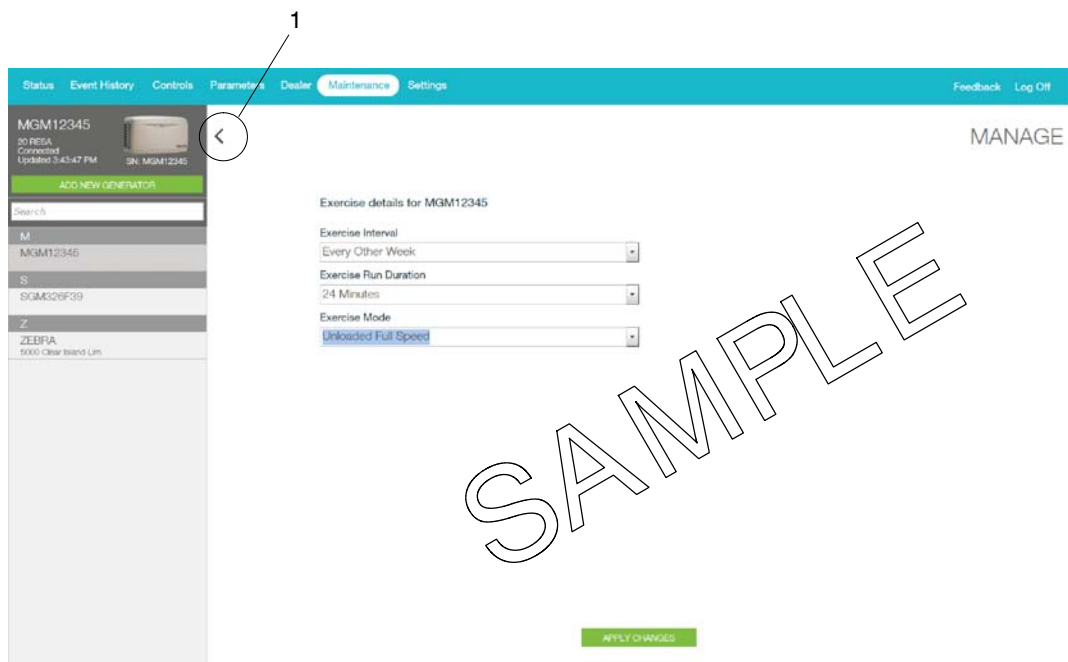 1
Status Event History Controls Parameters Dealer Maintenance Settings Feedback Log Off
MGM12345
20 RESA
Connected
Updated 3:43:47 PM SN: MGM12345
MANAGE
ADD NEW GENERATOR
Search
M
MGM12345
S
SGM326F39
Z
ZEBRA
5000 Clear Island Lim
Exercise details for MGM12345
Exercise Interval
Every Other Week
Exercise Run Duration
24 Minutes
Exercise Mode
Unloaded Full Speed
SAMPLE
APPLY CHANGES